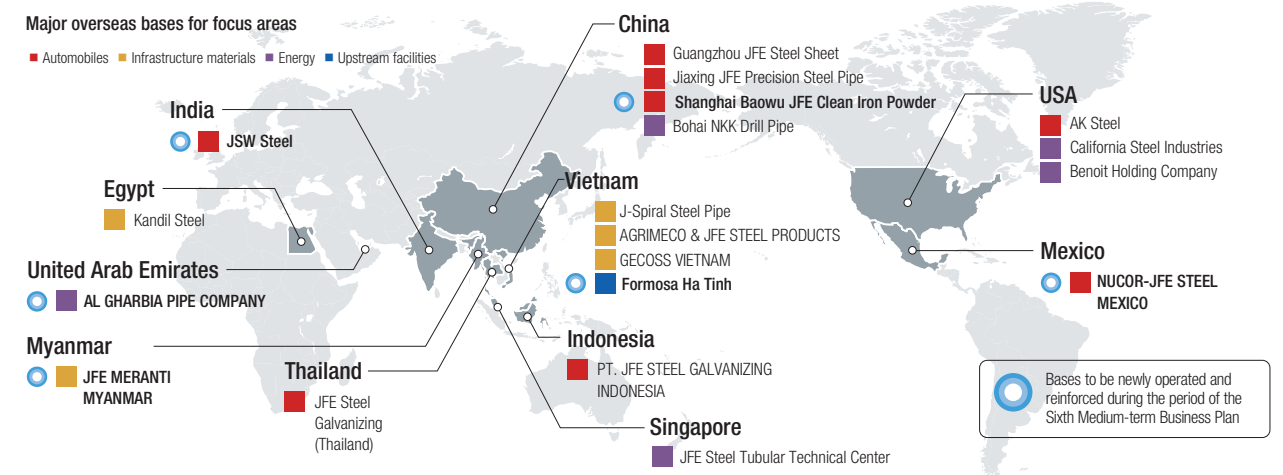 Major overseas bases for focus areas
Automobiles Infrastructure materials Energy Upstream facilities
China
Guangzhou JFE Steel Sheet
Jiaxing JFE Precision Steel Pipe
Shanghai Baowu JFE Clean Iron Powder
Bohai NKK Drill Pipe
India
JSW Steel
Egypt
Kandil Steel
United Arab Emirates
AL GHARBIA PIPE COMPANY
Myanmar
JFE MERANTI
MYANMAR
Thailand
JFE Steel
Galvanizing
(Thailand)
Vietnam
J-Spiral Steel Pipe
AGRIMECO & JFE STEEL PRODUCTS
GECOSS VIETNAM
Formosa Ha Tinh
Indonesia
PT. JFE STEEL GALVANIZING
INDONESIA
Singapore
JFE Steel Tubular Technical Center
USA
AK Steel
California Steel Industries
Benoit Holding Company
Mexico
NUCOR-JFE STEEL
MEXICO
Bases to be newly operated and
reinforced during the period of the
Sixth Medium-term Business Plan